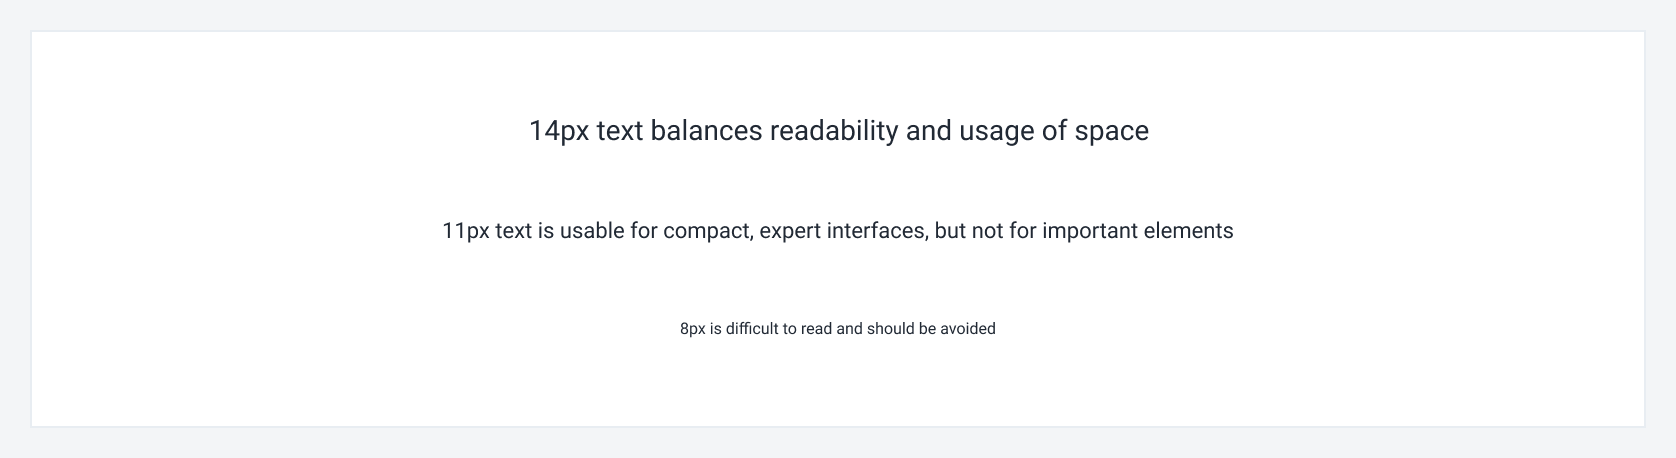 14px text balances readability and usage of space
11px text is usable for compact, expert interfaces, but not for important elements
8px is difficult to read and should be avoided